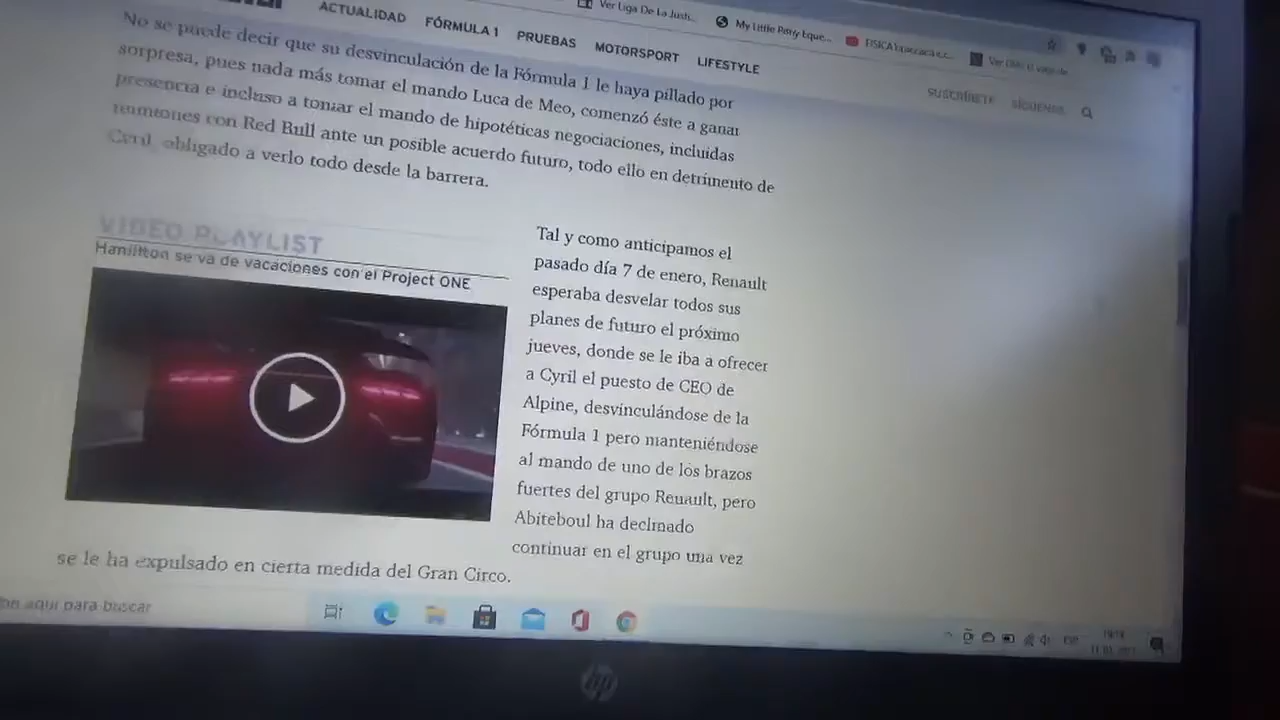 Ver Liga De La Justi...
My Little Pony Eque...
ACTUALIDAD FÓRMULA 1 PRUEBAS MOTORSPORT LIFESTYLE
SUSCRÍBETE SÍGUENOS
No se puede decir que su desvinculación de la Fórmula 1 le haya pillado por
sorpresa, pues nada más tomar el mando Luca de Meo, comenzó éste a ganar
presencia e incluso a tomar el mando de hipotéticas negociaciones, incluidas
reuniones con Red Bull ante un posible acuerdo futuro, todo ello en detrimento de
Cyril, obligado a verlo todo desde la barrera.
VIDEO PLAYLIST
Hamilton se va de vacaciones con el Project ONE
Tal y como anticipamos el
pasado día 7 de enero, Renault
esperaba desvelar todos sus
planes de futuro el próximo
jueves, donde se le iba a ofrecer
a Cyril el puesto de CEO de
Alpine, desvinculándose de la
Fórmula 1 pero manteniéndose
al mando de uno de los brazos
fuertes del grupo Renault, pero
Abiteboul ha declinado
continuar en el grupo una vez
se le ha expulsado en cierta medida del Gran Circo.
aquí para buscar
ESP
hp